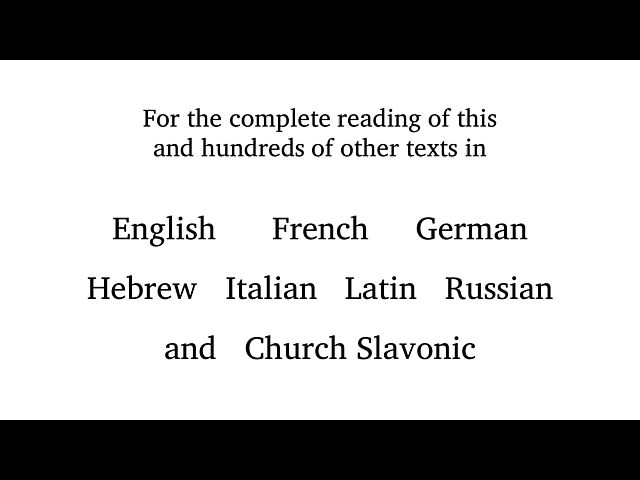 For the complete reading of this
and hundreds of other texts in
English French German
Hebrew Italian Latin Russian
and Church Slavonic